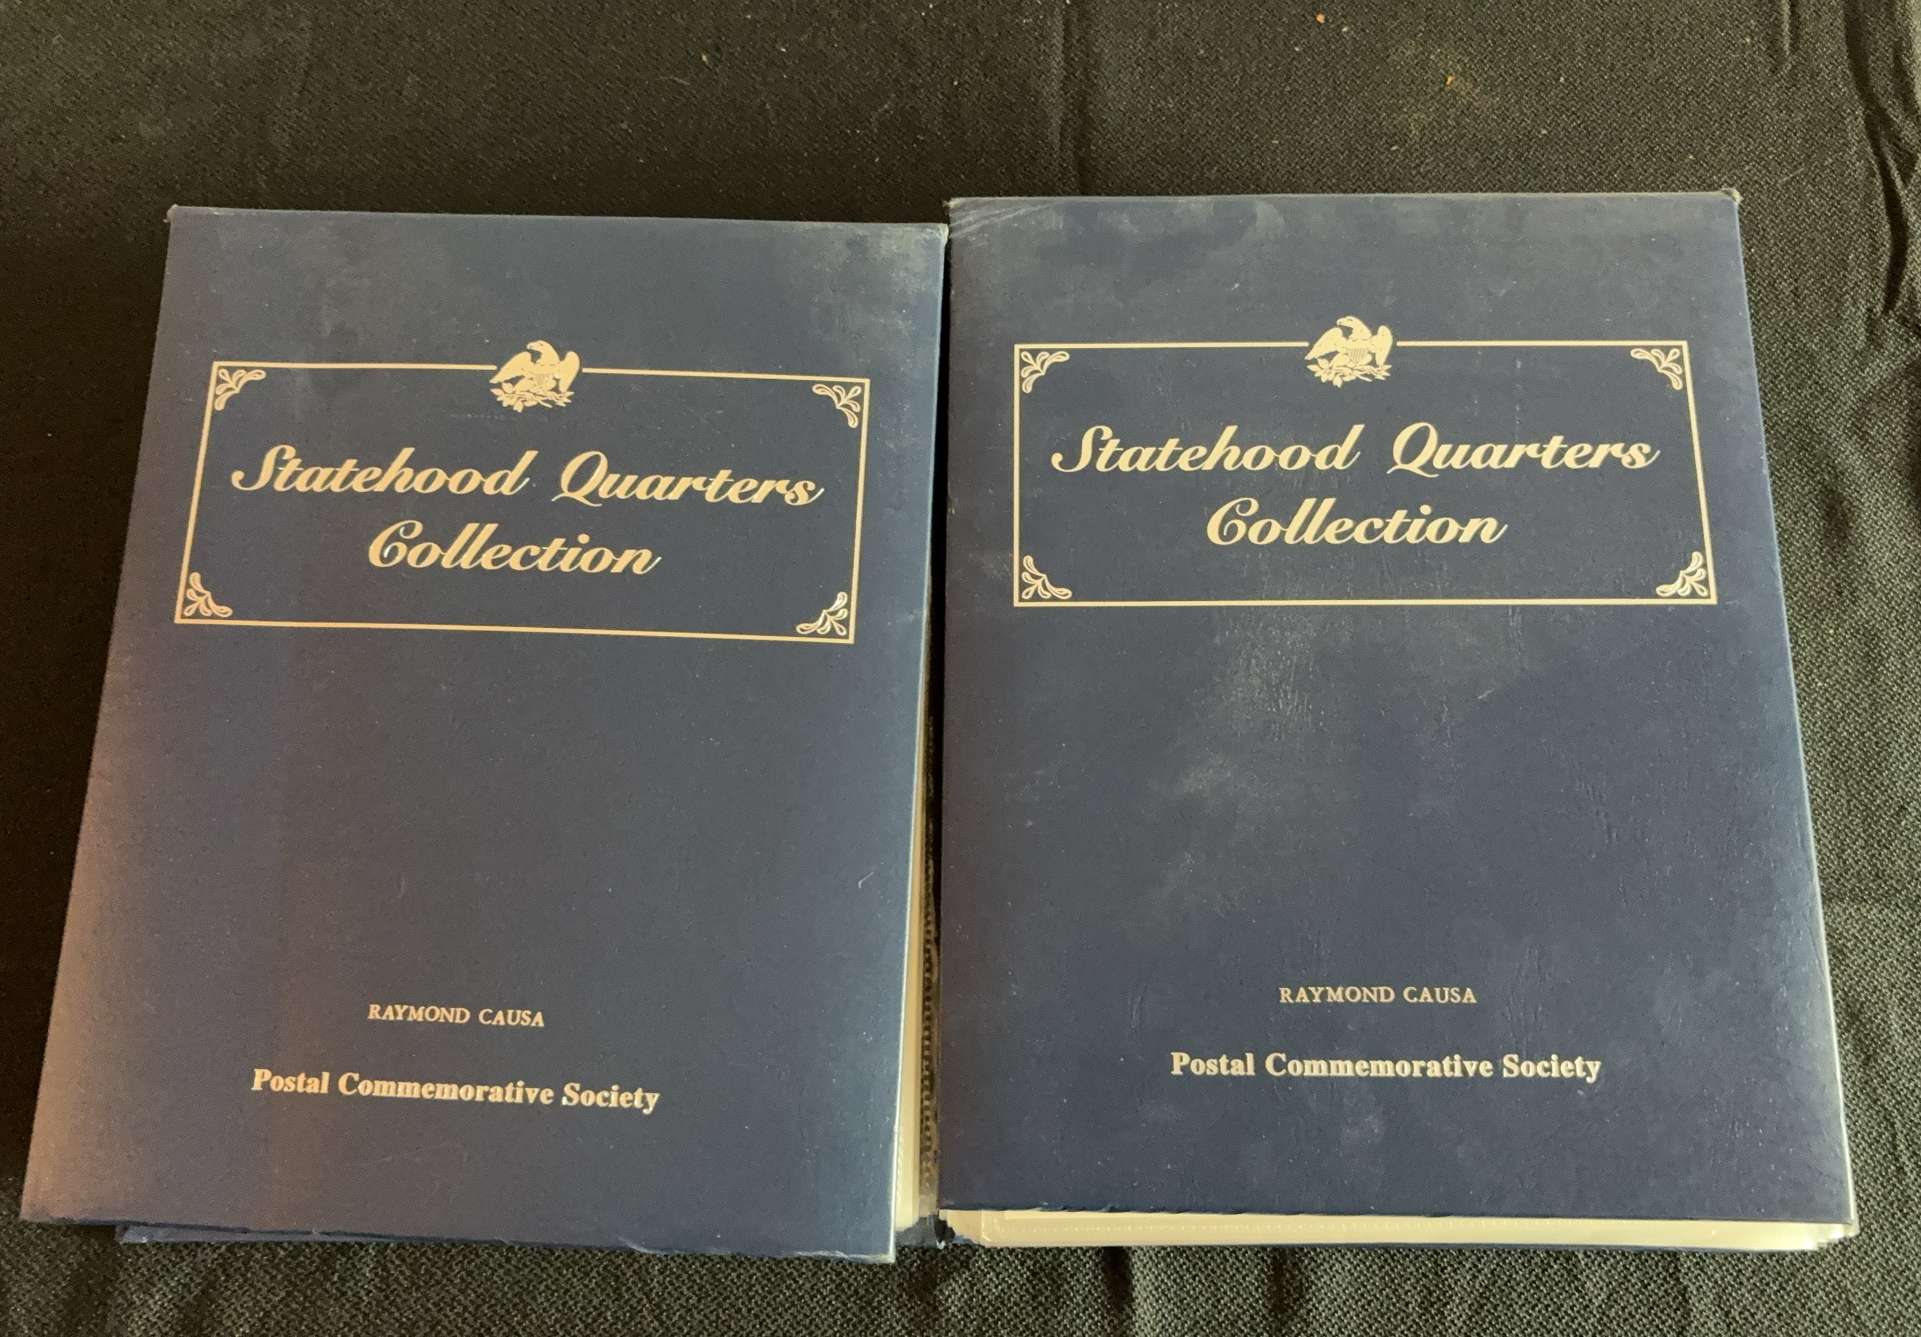 Statehood Quarters
Collection
RAYMOND CAUSA
Postal Commemorative Society
Statehood Quarters
Collection
RAYMOND CAUSA
Postal Commemorative Society